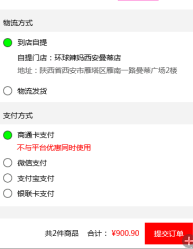 物流方式
到店自提
自提门店：环球婵妈西安曼蒂店
地址：陕西省西安市雁塔区雁南一路曼蒂广场2楼
物流发货
支付方式
商通卡支付
不与平台优惠同时使用
微信支付
支付宝支付
银联卡支付
共2件商品 合计：¥900.90 提交订单